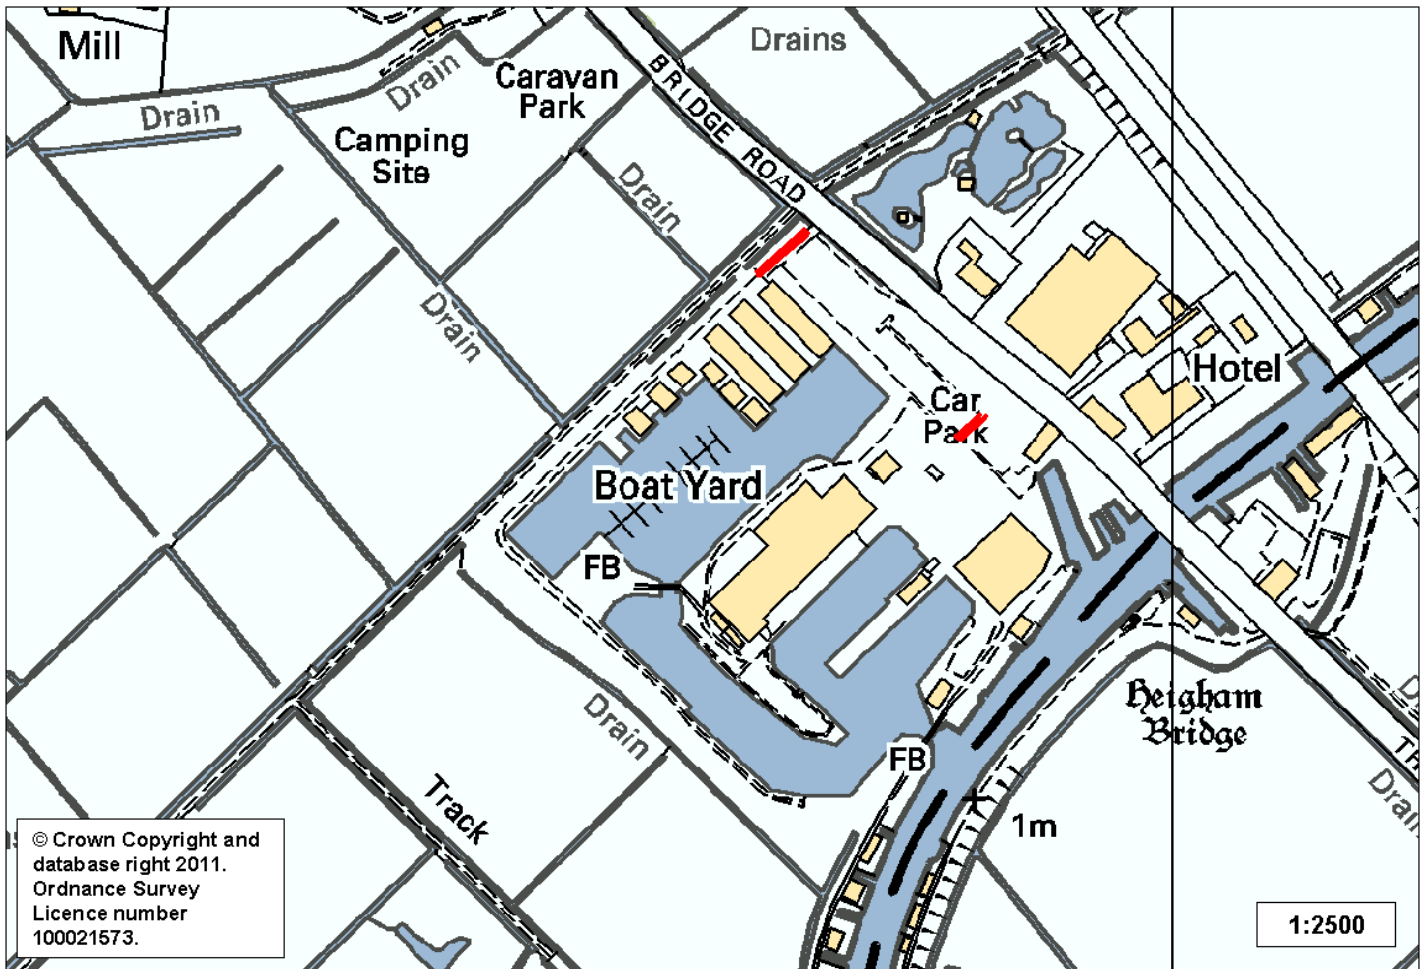 Mill
Drains
BRIDGE ROAD
Caravan
Park
Drain
Drain
Camping
Site
Drain
Drain
Hotel
Car
Park
Boat Yard
FB
Heigham
Bridge
Drain
FB
Track
Drain
1m
© Crown Copyright and
database right 2011.
Ordnance Survey
Licence number
100021573.
1:2500